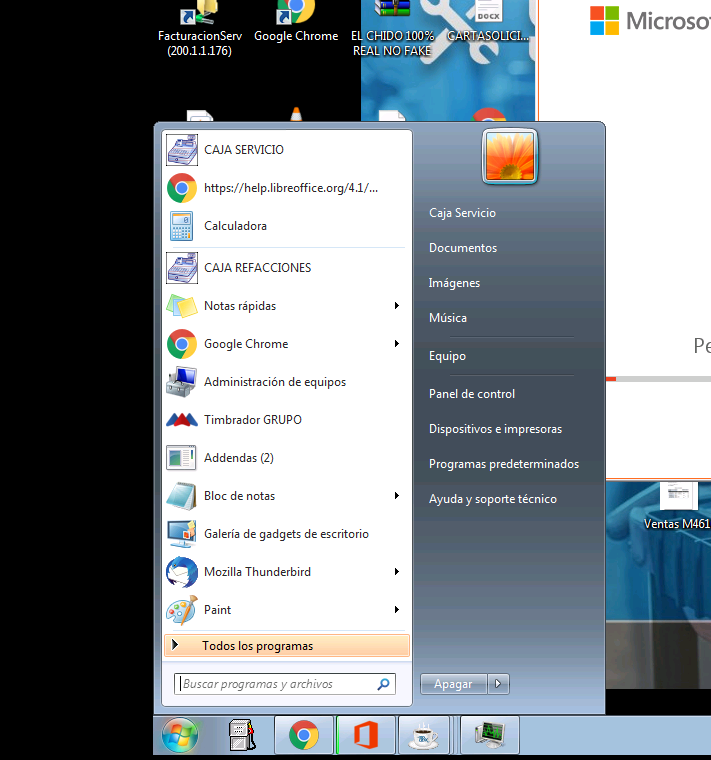 FacturacionServ
(200.1.1.176)
Google Chrome
EL CHIDO 100%
REAL NO FAKE
DOCX
CARTASOLICI...
CAJA SERVICIO
https://help.libreoffice.org/4.1/...
Calculadora
CAJA REFACCIONES
Notas rápidas
Google Chrome
Administración de equipos
Timbrador GRUPO
Addendas (2)
Bloc de notas
Galería de gadgets de escritorio
Mozilla Thunderbird
Paint
Todos los programas
Buscar programas y archivos
Caja Servicio
Documentos
Imágenes
Música
Equipo
Panel de control
Dispositivos e impresoras
Programas predeterminados
Ayuda y soporte técnico
Apagar
Microsof
Pe
Ventas M461